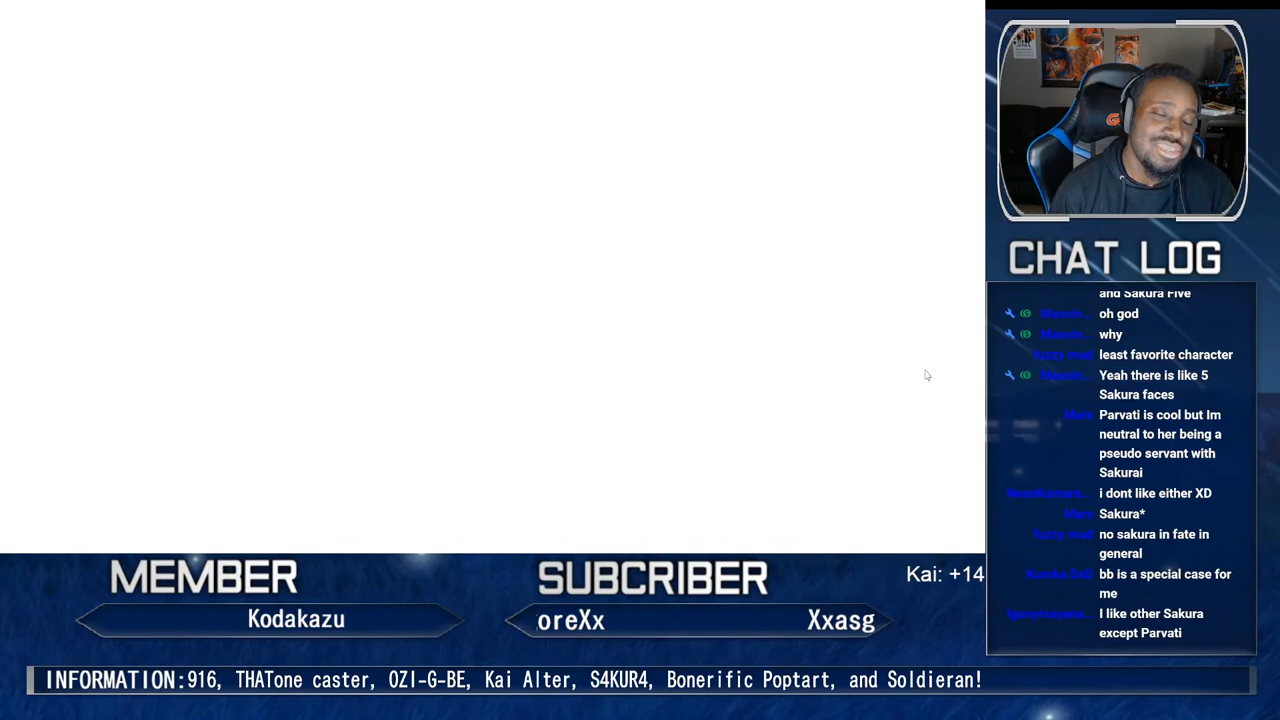 CHAT LOG
and Sakura Five
oh god
why
least favorite character
Yeah there is like 5
Sakura faces
Parvati is cool but Im
neutral to her being a
pseudo servant with
Sakurai
i dont like either XD
Sakura*
fuzzy mud no sakura in fate in
general
bb is a special case for
me
I like other Sakura
except Parvati
MEMBER
Kodakazu
SUBCRIBER
oreXx Xxasg
Kai: +14
INFORMATION:916, THATone caster, OZI-G-BE, Kai Alter, S4KUR4, Bonerific Poptart, and Soldieran!